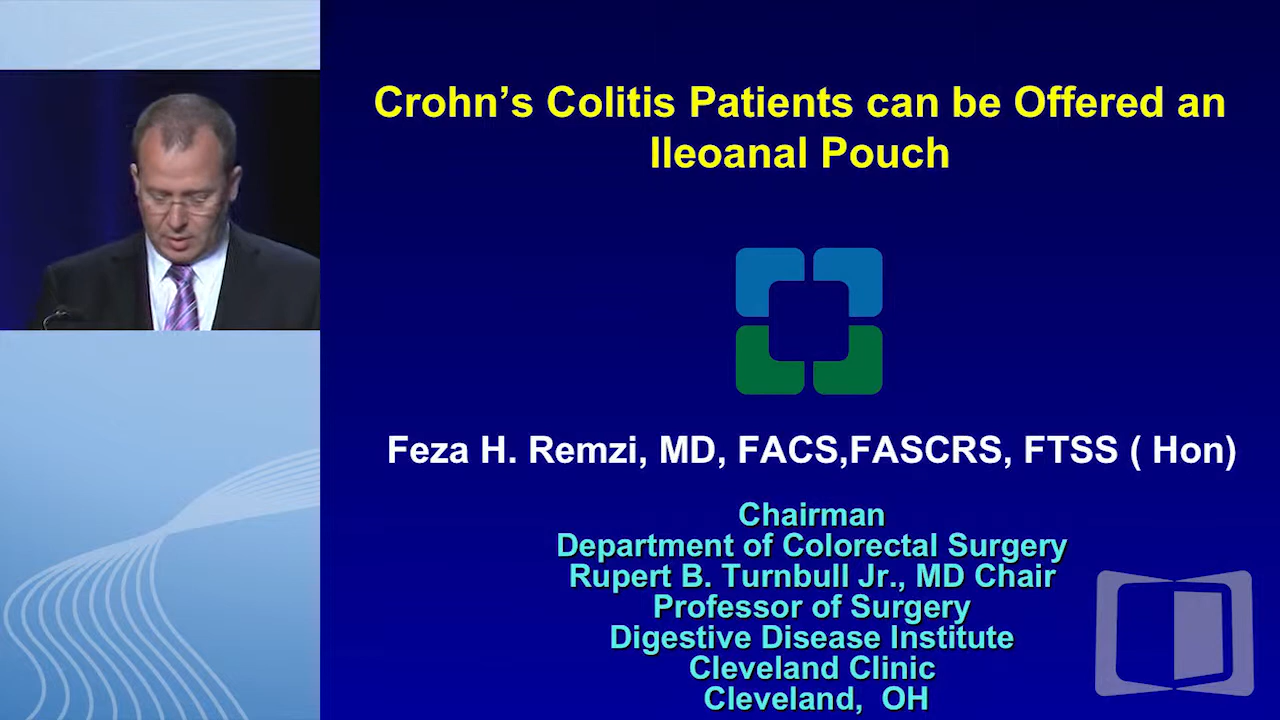 Crohn’s Colitis Patients can be Offered an
Ileoanal Pouch
Feza H. Remzi, MD, FACS,FASCRS, FTSS ( Hon)
Chairman
Department of Colorectal Surgery
Rupert B. Turnbull Jr., MD Chair
Professor of Surgery
Digestive Disease Institute
Cleveland Clinic
Cleveland,  OH